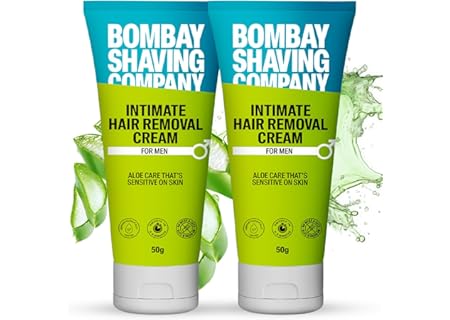 BOMBAY
SHAVING
COMPANY
INTIMATE
HAIR REMOVAL
CREAM
FOR MEN
ALOE CARE THAT'S
SENSITIVE ON SKIN
50g
BOMBAY
SHAVING
COMPANY
INTIMATE
HAIR REMOVAL
CREAM
FOR MEN
ALOE CARE THAT'S
SENSITIVE ON SKIN
50g